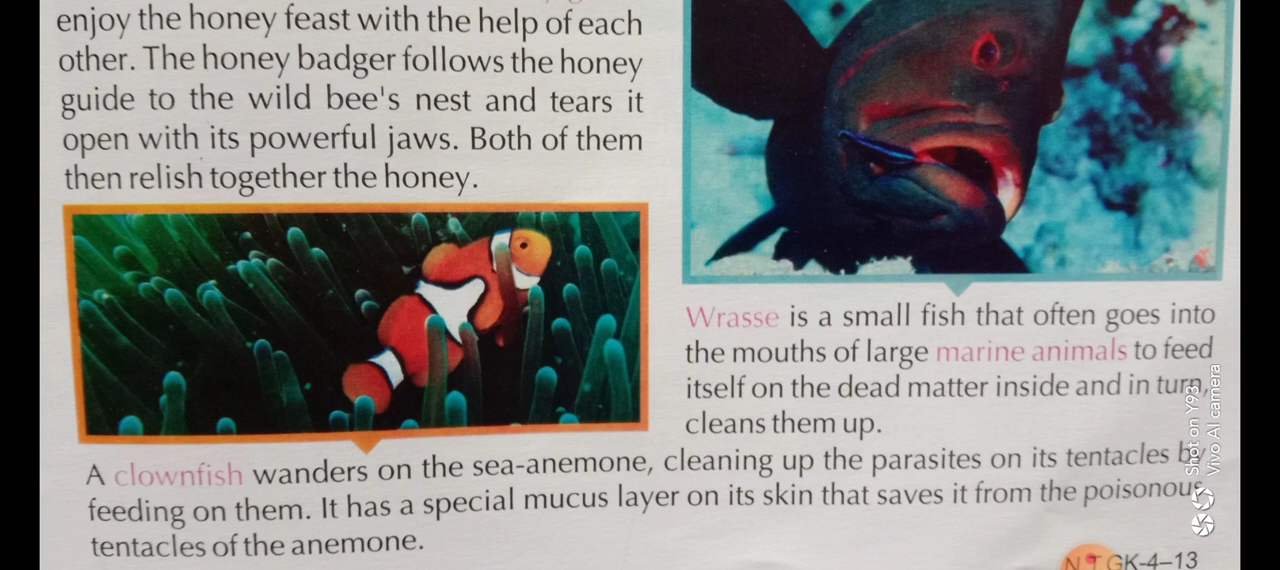 enjoy the honey feast with the help of each
other. The honey badger follows the honey
guide to the wild bee's nest and tears it
open with its powerful jaws. Both of them
then relish together the honey.
Wrasse is a small fish that often goes into
the mouths of large marine animals to feed
itself on the dead matter inside and in turn,
cleans them up.
A clownfish wanders on the sea-anemone, cleaning up the parasites on its tentacles by
feeding on them. It has a special mucus layer on its skin that saves it from the poisonous
tentacles of the anemone.
GK-4–13
Shot on Y93
Vivo AI camera